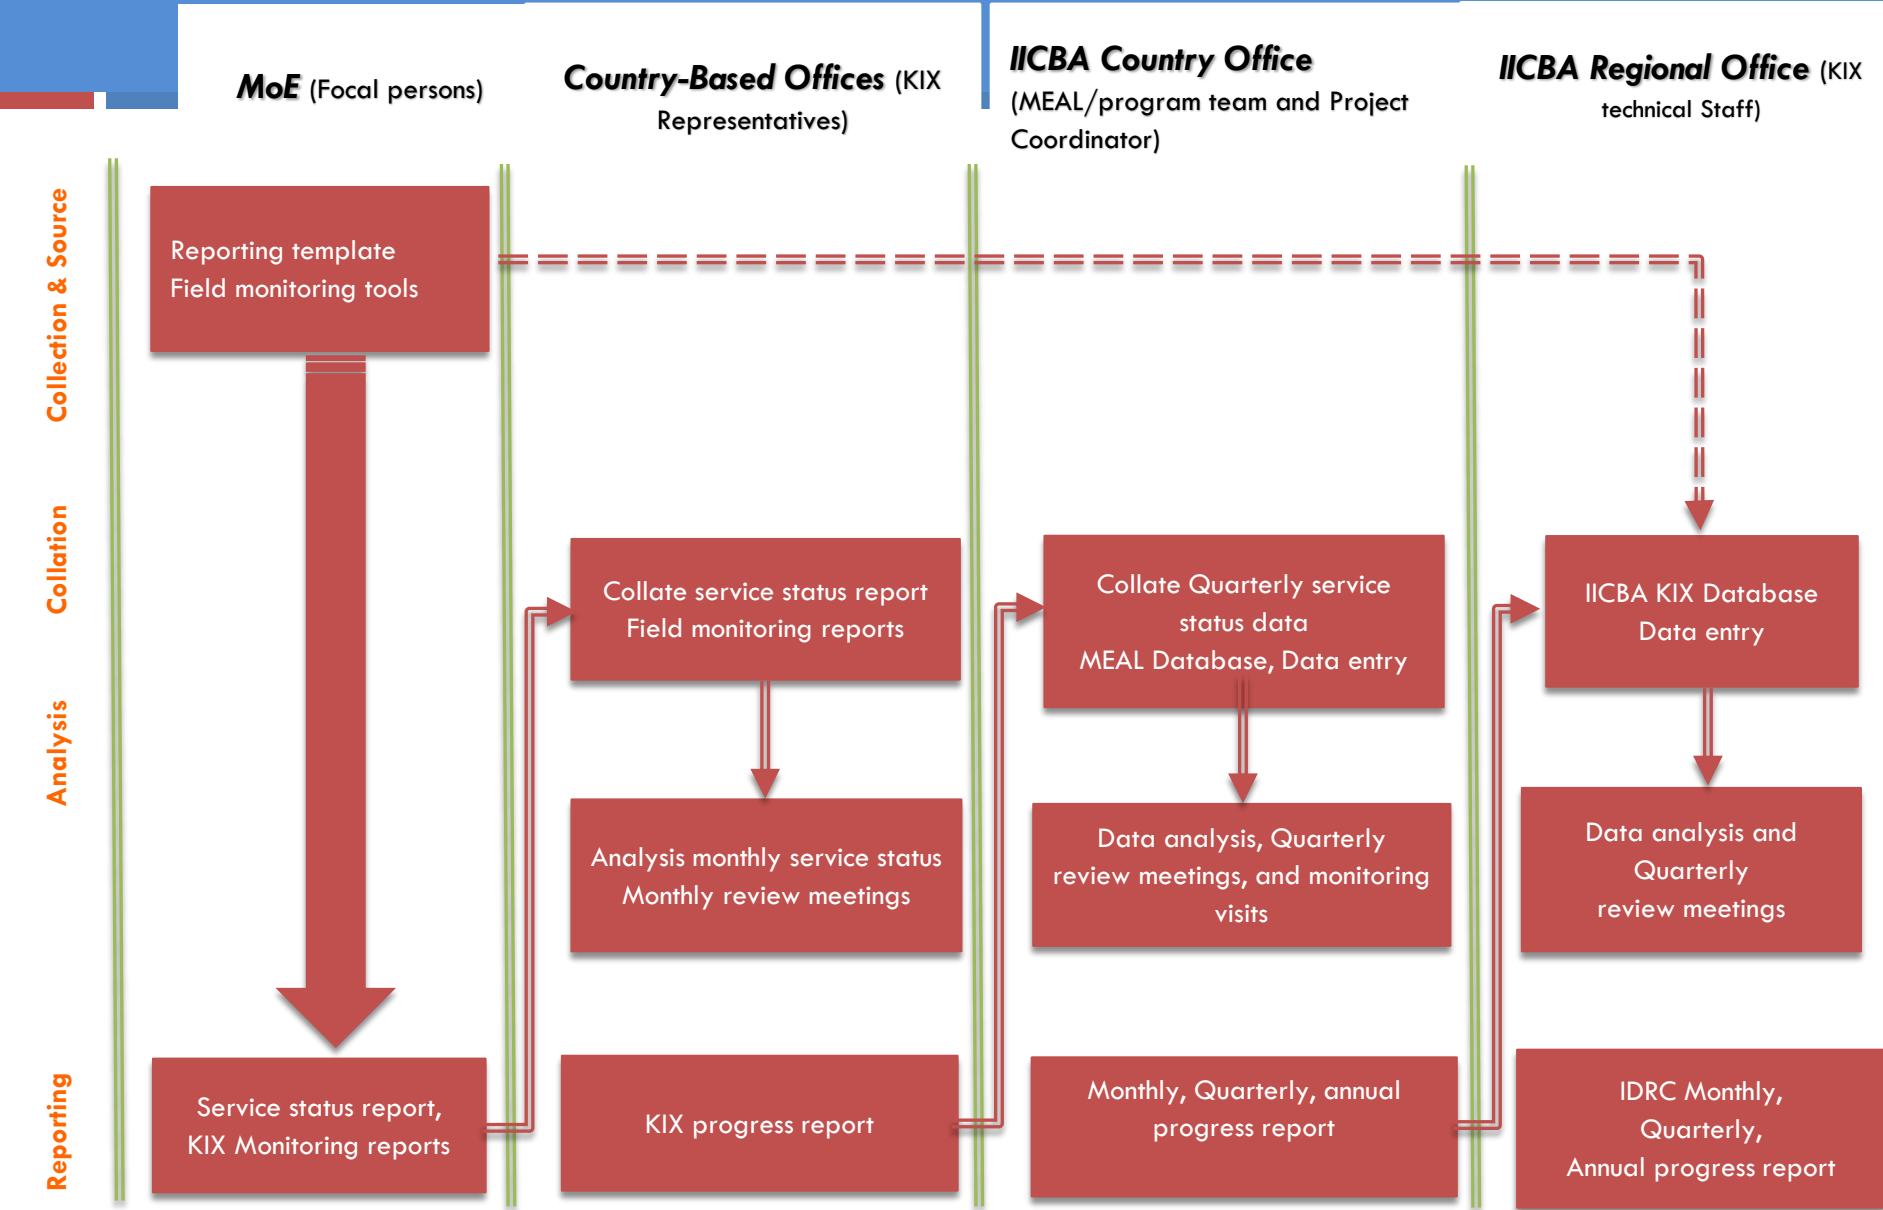 MoE (Focal persons)
Country-Based Offices (KIX
Representatives)
IICBA Country Office
(MEAL/program team and Project
Coordinator)
IICBA Regional Office (KIX
technical Staff)
Collection & Source
Reporting template
Field monitoring tools
Collation
Collate service status report
Field monitoring reports
Collate Quarterly service
status data
MEAL Database, Data entry
IICBA KIX Database
Data entry
Analysis
Analysis monthly service status
Monthly review meetings
Data analysis, Quarterly
review meetings, and monitoring
visits
Data analysis and
Quarterly
review meetings
Reporting
Service status report,
KIX Monitoring reports
KIX progress report
Monthly, Quarterly, annual
progress report
IDRC Monthly,
Quarterly,
Annual progress report